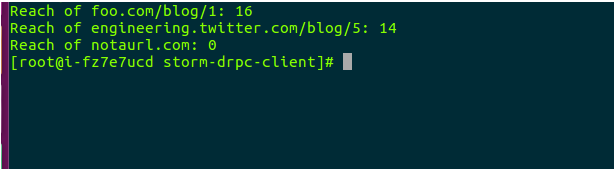 Reach of foo.com/blog/1: 16
Reach of engineering.twitter.com/blog/5: 14
Reach of notaurl.com: 0
[root@i-fz7e7ucd storm-drpc-client]#